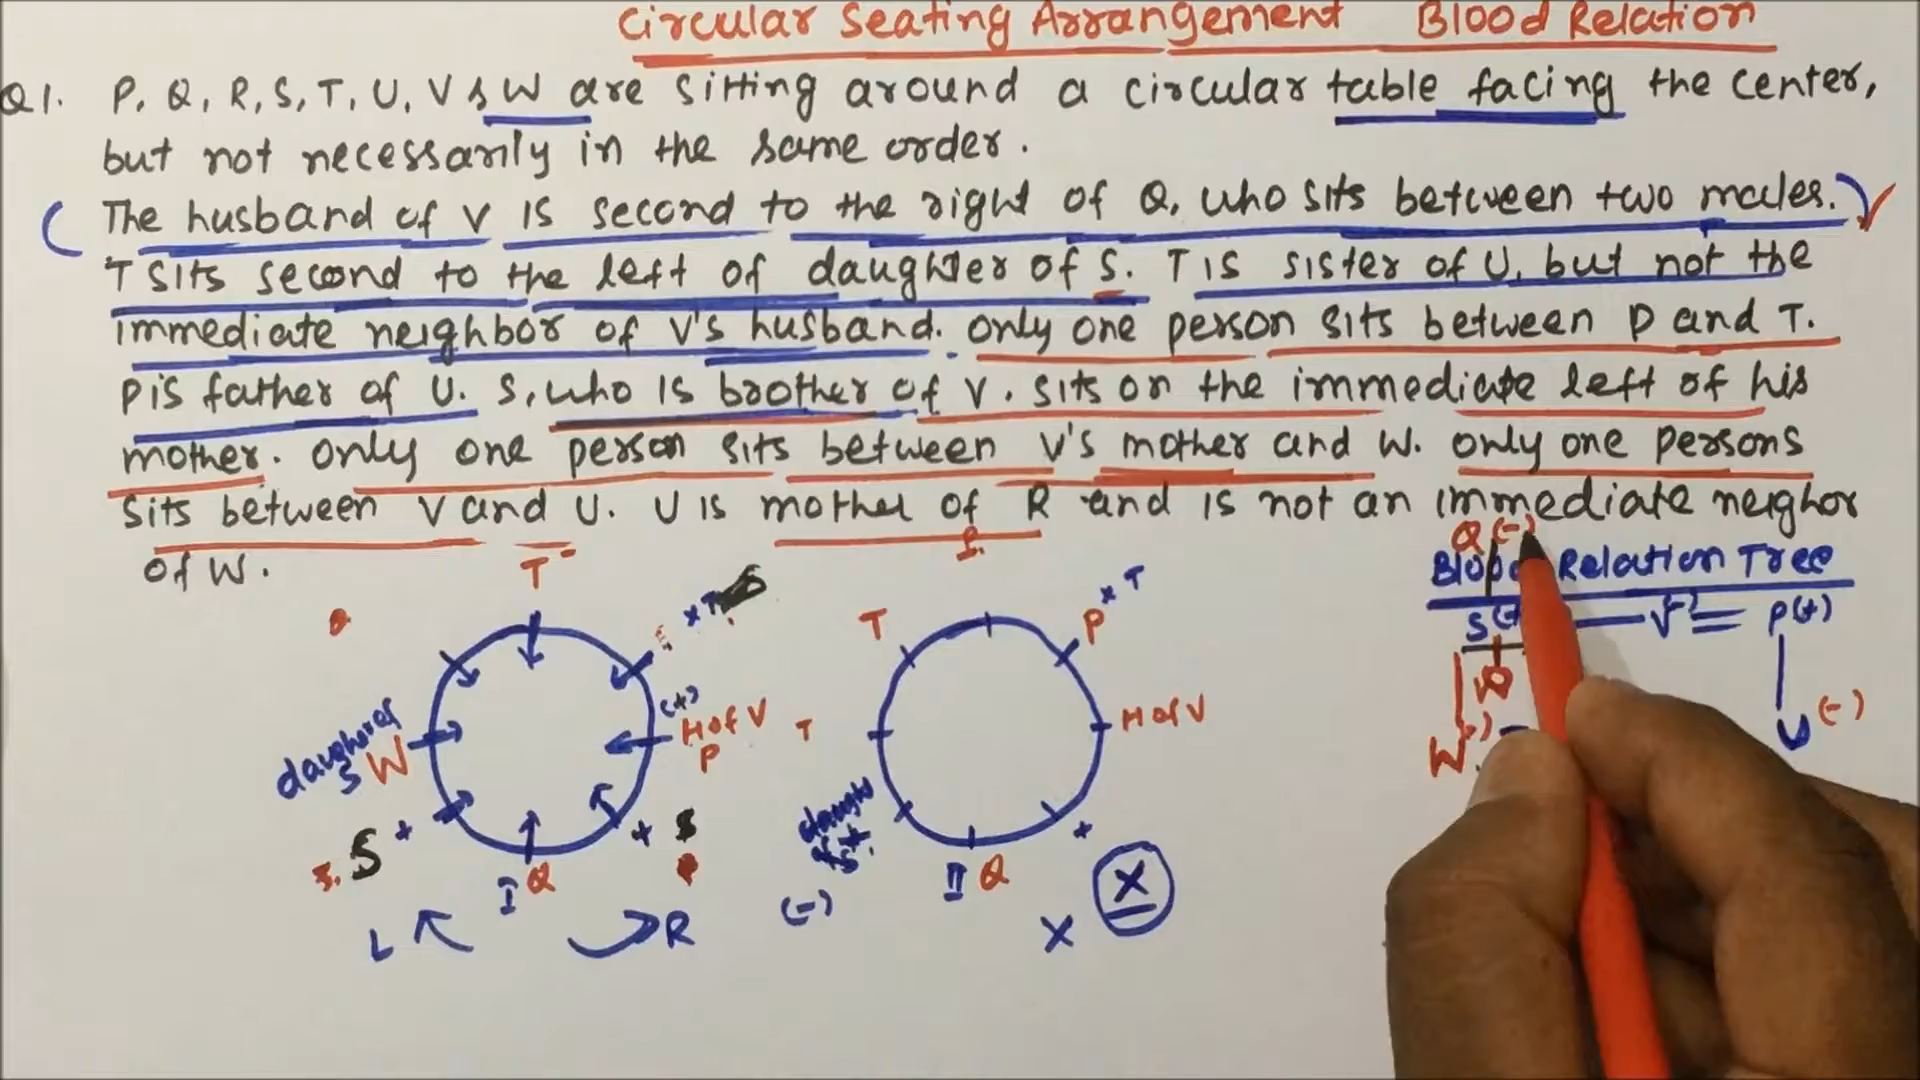 Circular Seating Arrangement Blood Relation
Q1. P, Q, R, S, T, U, V & W are sitting around a circular table facing the center,
but not necessarily in the same order.
The husband of V is second to the right of Q, who sits between two males.
T sits second to the left of daughter of S. T is sister of U, but not the
immediate neighbor of V's husband. only one person sits between P and T.
P is father of U. S, who is brother of V. sits on the immediate left of his
mother. only one person sits between V's mother and W. only one persons
sits between V and U. U is mother of R and is not an immediate neighor
of W.
Q (-)
Blood Relation Tree
S(+ V(-) = P(+)
(-)
W
U
T -
x T
(+)
H of V
P
daughter of
S W
S +
+ S
I Q
L R
T
P x T
T
H of V
daught
of
S.
(-)
II Q
+
X
X